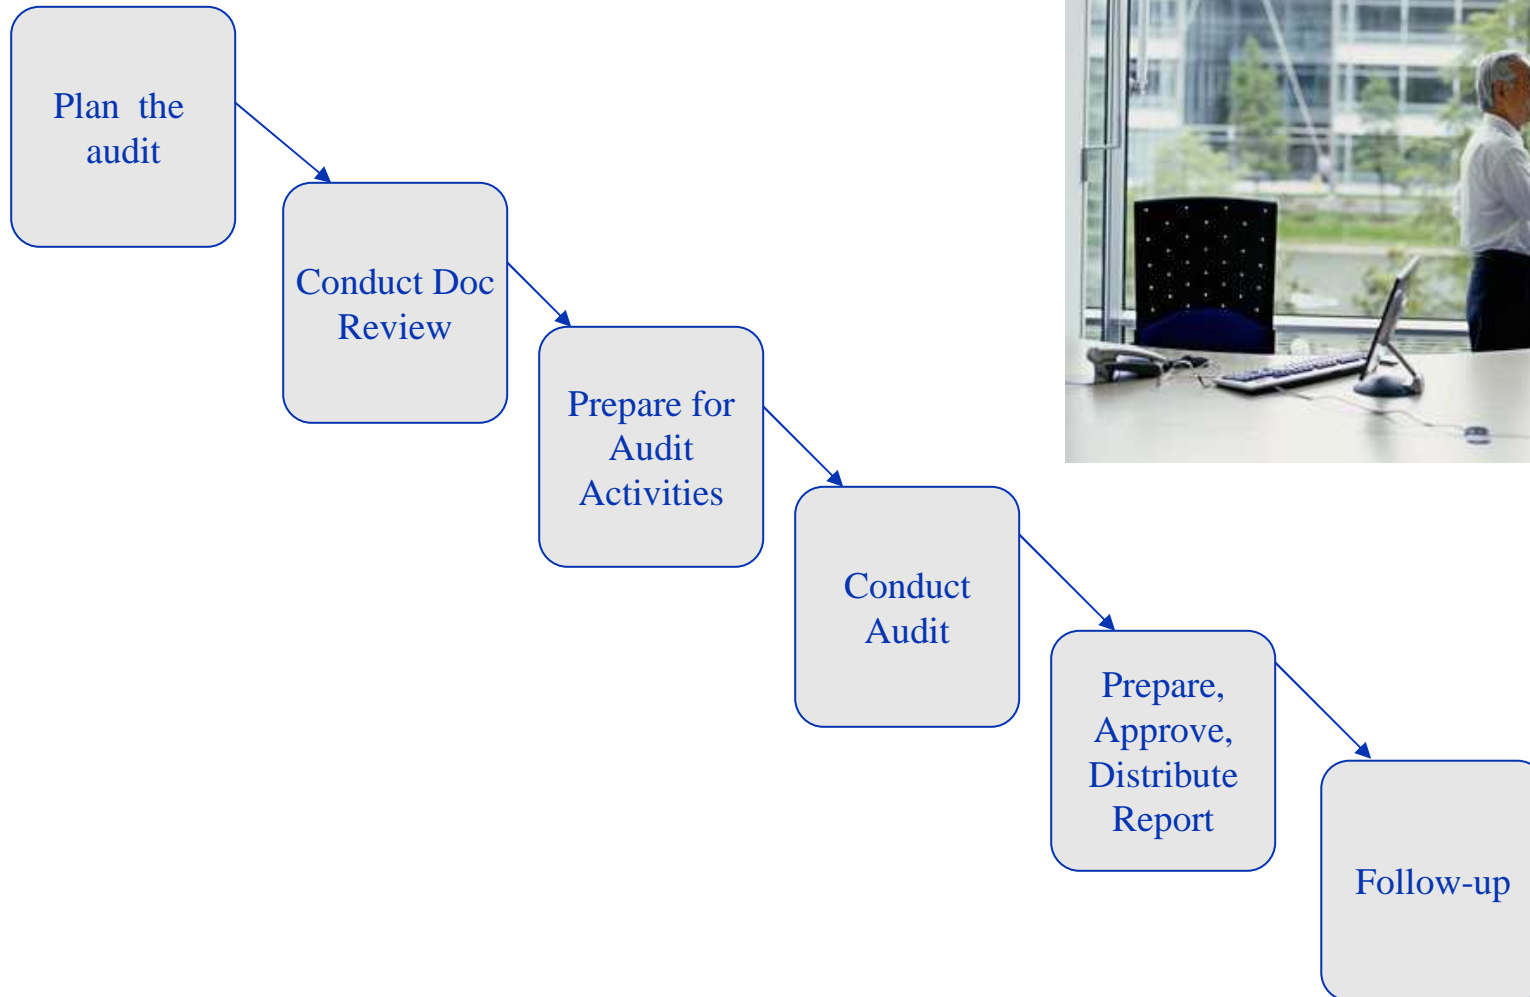 Plan the
audit
Conduct Doc
Review
Prepare for
Audit
Activities
Conduct
Audit
Prepare,
Approve,
Distribute
Report
Follow-up